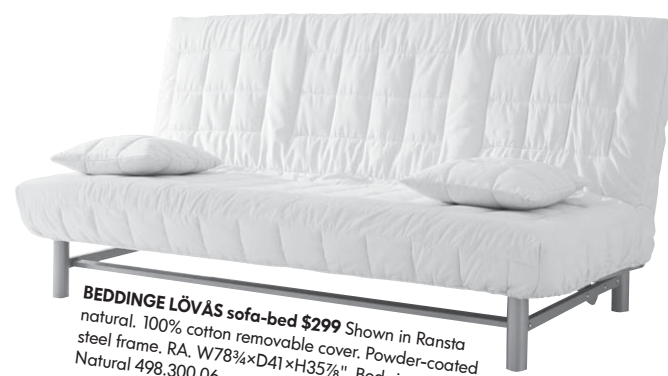 BEDDINGE LÖVÅS sofa-bed $299 Shown in Ransta
natural. 100% cotton removable cover. Powder-coated
steel frame. RA. W78¾×D41×H35⅞".
Natural 498.300.06